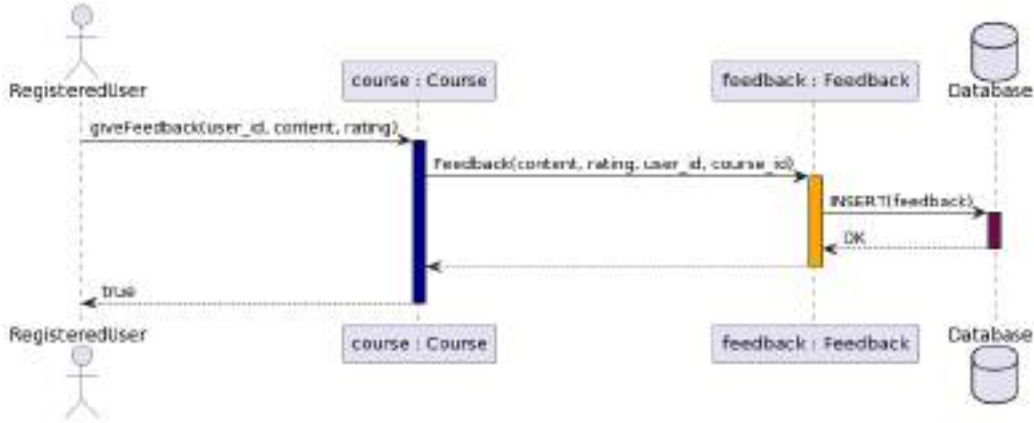 RegisteredUser
course : Course
feedback : Feedback
Database
giveFeedback(user_id, content, rating)
Feedback(content, rating, user_id, course_id)
INSERT(feedback)
OK
true
RegisteredUser
course : Course
feedback : Feedback
Database